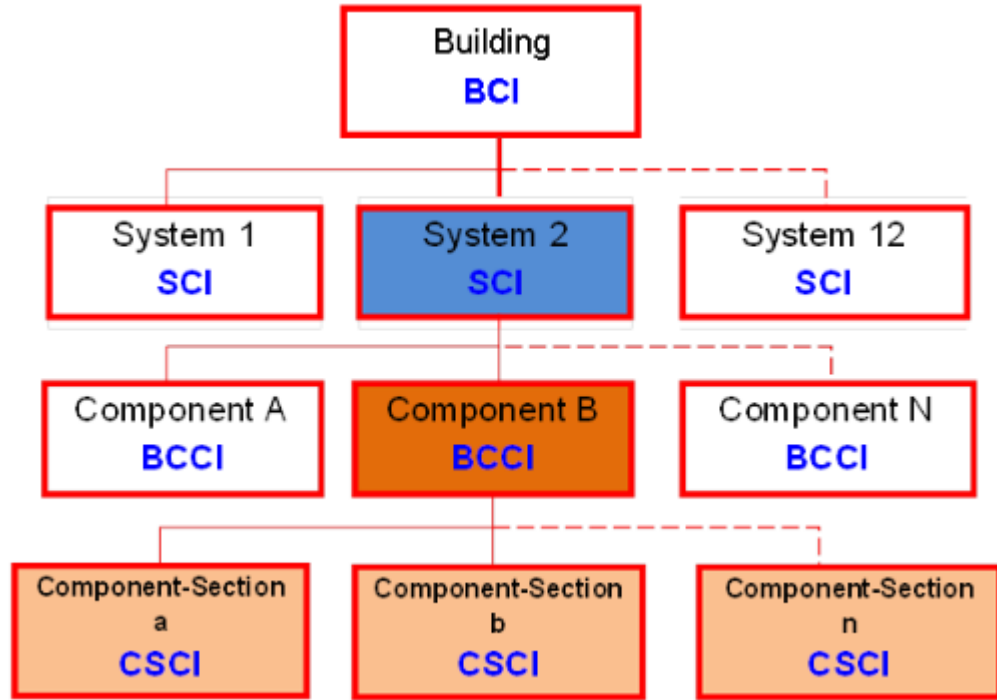 Building
BCI
System 1
SCI
System 2
SCI
System 12
SCI
Component A
BCCI
Component B
BCCI
Component N
BCCI
Component-Section
a
CSCI
Component-Section
b
CSCI
Component-Section
n
CSCI